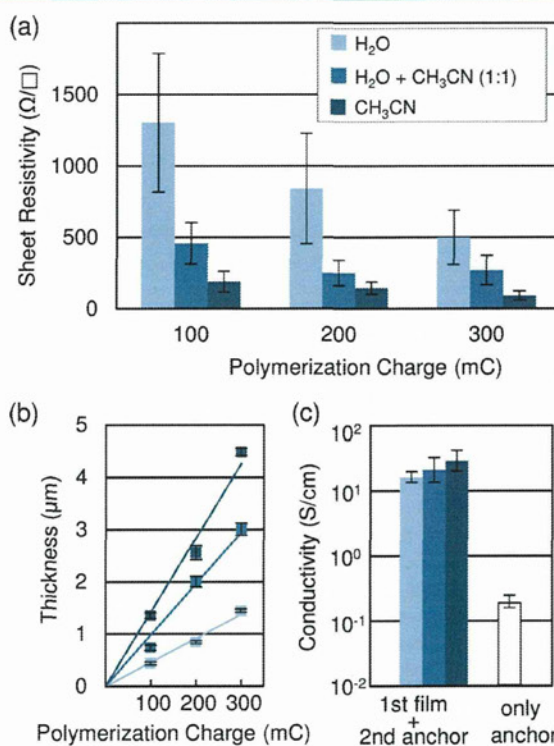 (a)
Sheet Resistivity (Ω/□)
1500
1000
500
0
H₂O
H₂O + CH₃CN (1:1)
CH₃CN
100 200 300
Polymerization Charge (mC)
(b)
Thickness (μm)
5
4
3
2
1
100 200 300
Polymerization Charge (mC)
(c)
Conductivity (S/cm)
10²
10¹
10⁰
10⁻¹
10⁻²
1st film
+
2nd anchor
only
anchor